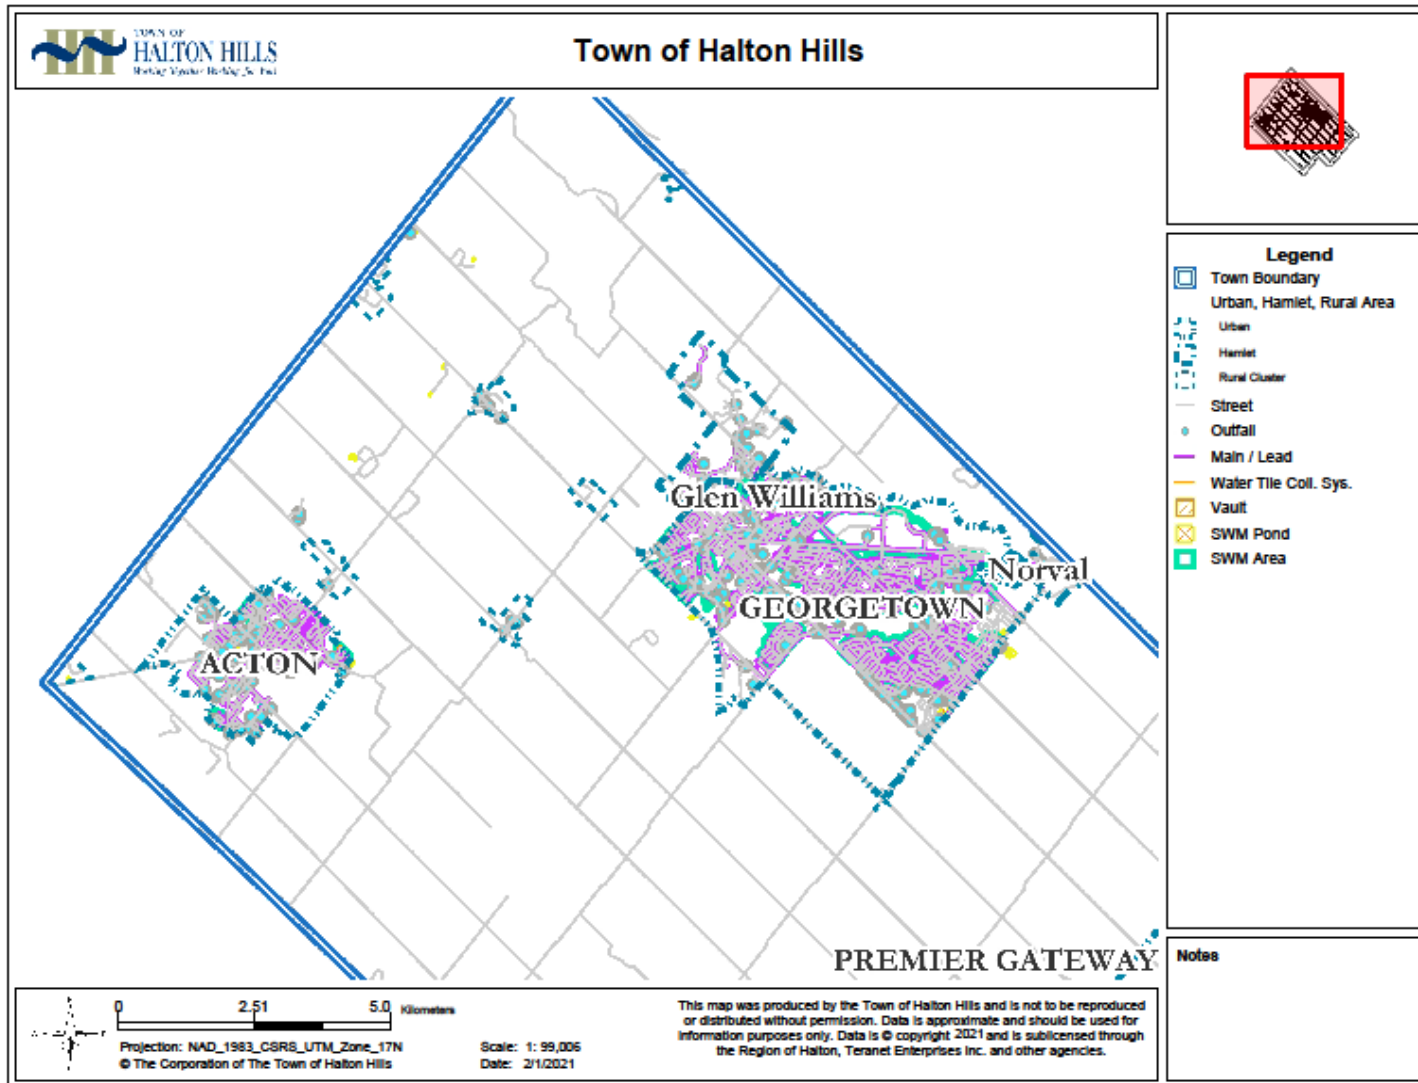 TOWN OF
HALTON HILLS
Working Together Working for You!
Town of Halton Hills
Legend
Town Boundary
Urban, Hamlet, Rural Area
Urban
Hamlet
Rural Cluster
Street
Outfall
Main / Lead
Water Tile Coll. Sys.
Vault
SWM Pond
SWM Area
Glen Williams
Norval
GEORGETOWN
ACTON
PREMIER GATEWAY
Notes
0 2.51 5.0 Kilometers
Projection: NAD_1983_CSRS_UTM_Zone_17N
© The Corporation of The Town of Halton Hills
Scale: 1: 99,006
Date: 2/1/2021
This map was produced by the Town of Halton Hills and is not to be reproduced
or distributed without permission. Data is approximate and should be used for
information purposes only. Data is © copyright 2021 and is sublicensed through
the Region of Halton, Teranet Enterprises Inc. and other agencies.